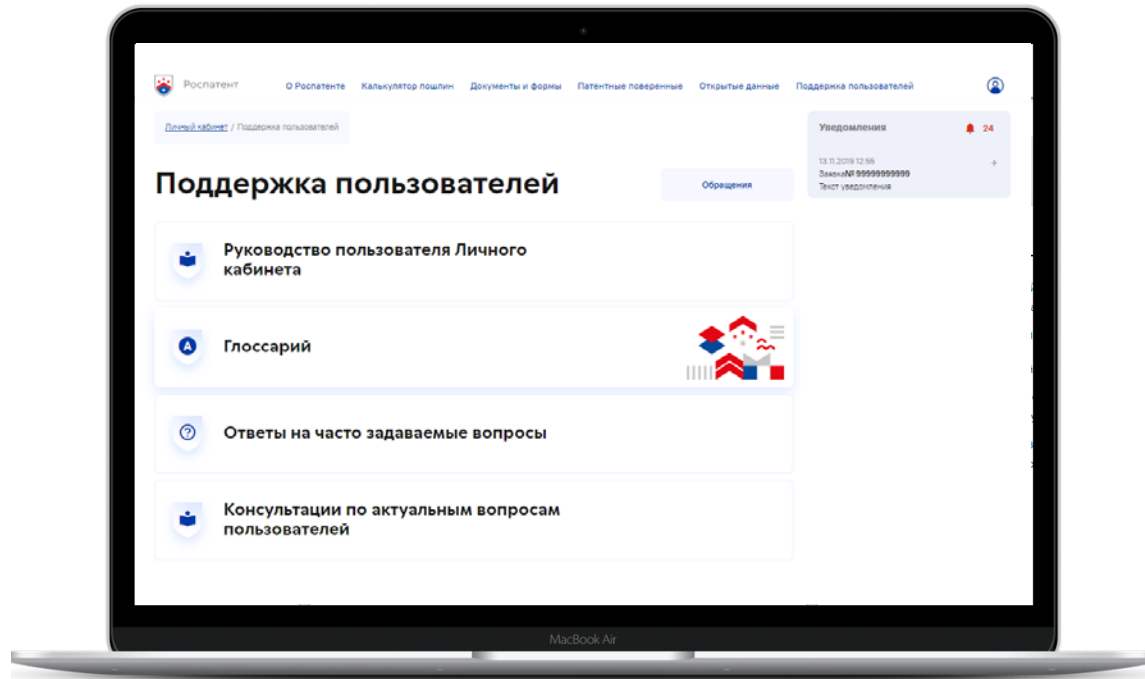 Роспатент
О Роспатенте Калькулятор пошлин Документы и формы Патентные поверенные Открытые данные Поддержка пользователей
Личный кабинет / Поддержка пользователей
Уведомления 24
13.11.2019 12:55
Заявка№ 99999999999
Текст уведомления
Поддержка пользователей
Обращения
Руководство пользователя Личного
кабинета
A
Глоссарий
Ответы на часто задаваемые вопросы
Консультации по актуальным вопросам
пользователей
MacBook Air